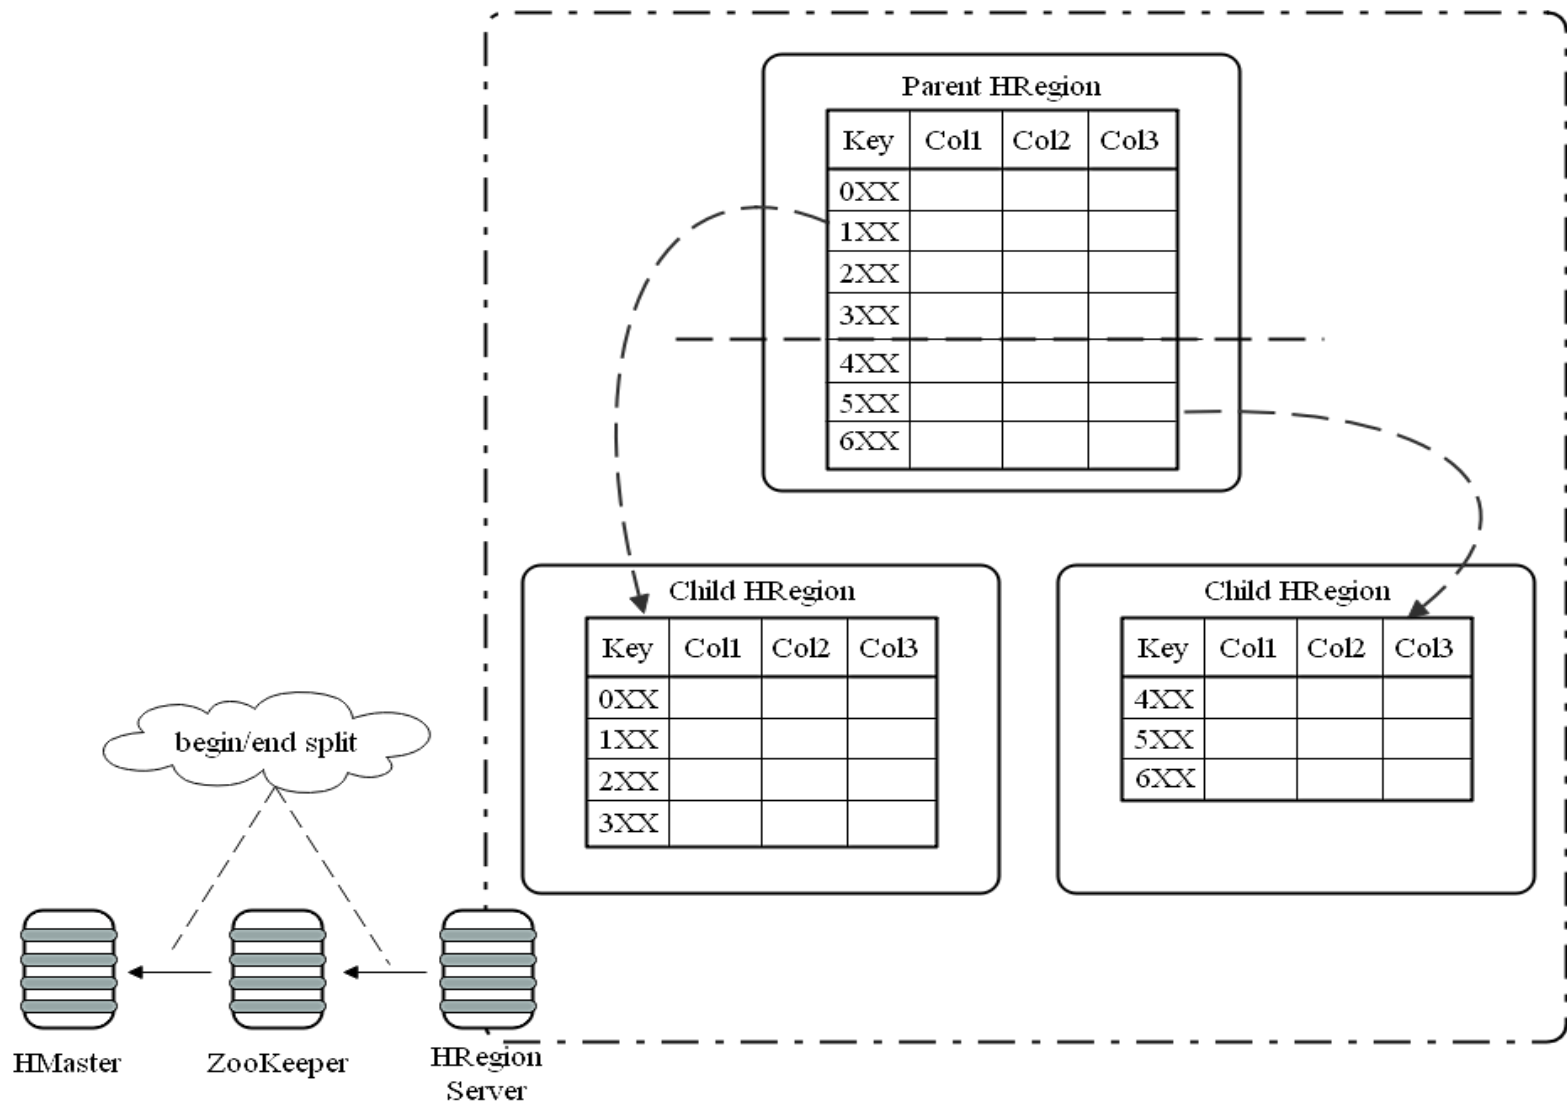 Parent HRegion
Key Col1 Col2 Col3
0XX
1XX
2XX
3XX
4XX
5XX
6XX
Child HRegion
Key Col1 Col2 Col3
0XX
1XX
2XX
3XX
Child HRegion
Key Col1 Col2 Col3
4XX
5XX
6XX
begin/end split
HMaster
ZooKeeper
HRegion
Server